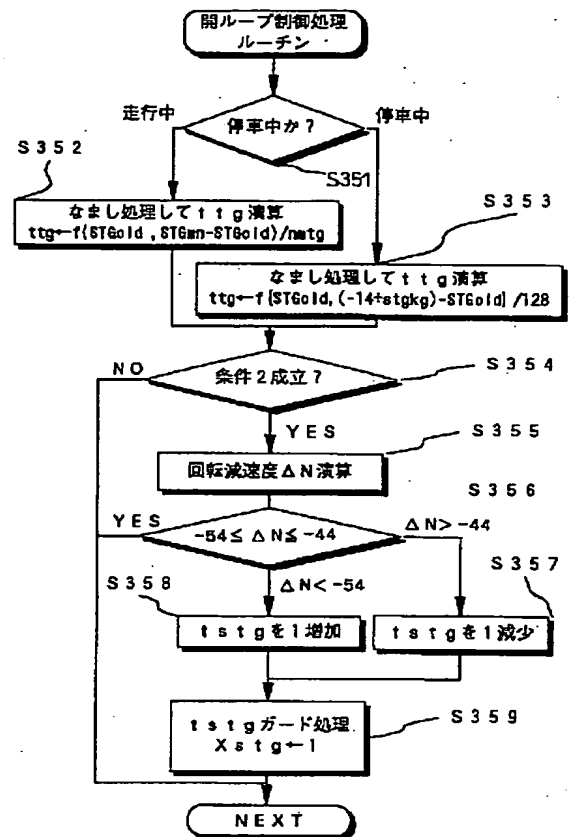 開ループ制御処理
ルーチン
走行中
停車中か?
停車中
S352
S351
なまし処理してttg演算
ttg←f{STGold,STGmn-STGold}/nmtg
S353
なまし処理してttg演算
ttg←f{STGold,(-14+stgkg)-STGold}/128
NO
条件2成立?
S354
YES
S355
回転減速度ΔN演算
S356
YES
-54≦ΔN≦-44
ΔN>-44
S358
ΔN<-54
S357
tstgを1増加
tstgを1減少
tstgガード処理
Xstg←1
S359
NEXT